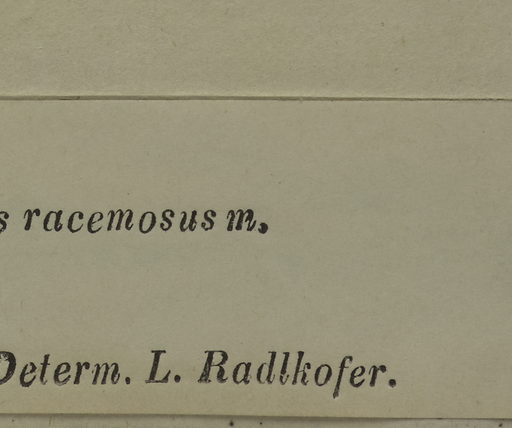 s racemosus m.
Determ. L. Radlkofer.